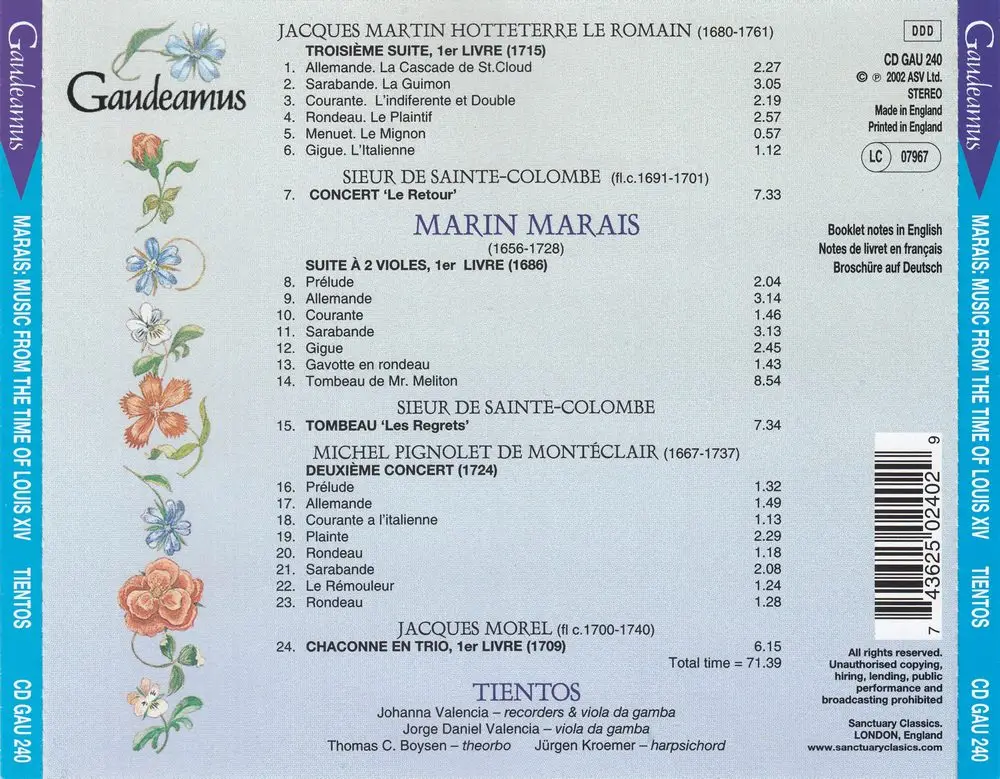 Gaudeamus
MARAIS: MUSIC FROM THE TIME OF LOUIS XIV TIENTOS CD GAU 240
Gaudeamus
JACQUES MARTIN HOTTETERRE LE ROMAIN (1680-1761)
TROISIÈME SUITE, 1er LIVRE (1715)
1. Allemande. La Cascade de St.Cloud 2.27
2. Sarabande. La Guimon 3.05
3. Courante. L'indiferente et Double 2.19
4. Rondeau. Le Plaintif 2.57
5. Menuet. Le Mignon 0.57
6. Gigue. L'Italienne 1.12
SIEUR DE SAINTE-COLOMBE (fl.c.1691-1701)
7. CONCERT 'Le Retour' 7.33
MARIN MARAIS
(1656-1728)
SUITE À 2 VIOLES, 1er LIVRE (1686)
8. Prélude 2.04
9. Allemande 3.14
10. Courante 1.46
11. Sarabande 3.13
12. Gigue 2.45
13. Gavotte en rondeau 1.43
14. Tombeau de Mr. Meliton 8.54
SIEUR DE SAINTE-COLOMBE
15. TOMBEAU 'Les Regrets' 7.34
MICHEL PIGNOLET DE MONTÉCLAIR (1667-1737)
DEUXIÈME CONCERT (1724)
16. Prélude 1.32
17. Allemande 1.49
18. Courante a l'italienne 1.13
19. Plainte 2.29
20. Rondeau 1.18
21. Sarabande 2.08
22. Le Rémouleur 1.24
23. Rondeau 1.28
JACQUES MOREL (fl c.1700-1740)
24. CHACONNE EN TRIO, 1er LIVRE (1709) 6.15
Total time = 71.39
TIENTOS
Johanna Valencia – recorders & viola da gamba
Jorge Daniel Valencia – viola da gamba
Thomas C. Boysen – theorbo Jürgen Kroemer – harpsichord
DDD
CD GAU 240
© ℗ 2002 ASV Ltd.
STEREO
Made in England
Printed in England
LC 07967
Booklet notes in English
Notes de livret en français
Broschüre auf Deutsch
7 43625 02402 9
All rights reserved.
Unauthorised copying,
hiring, lending, public
performance and
broadcasting prohibited
Sanctuary Classics.
LONDON, England
www.sanctuaryclassics.com
Gaudeamus
MARAIS: MUSIC FROM THE TIME OF LOUIS XIV TIENTOS CD GAU 240